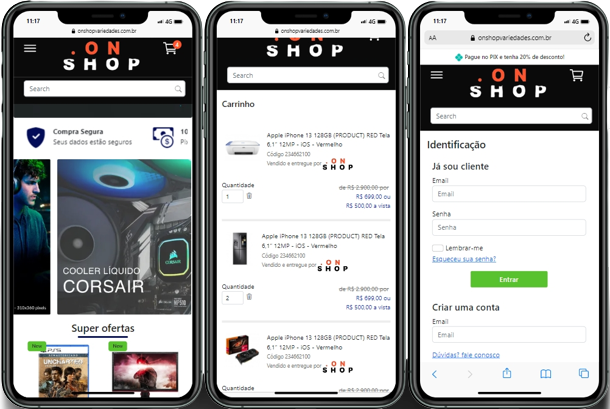 11:17
4G
onshopvariedades.com.br
.ON
SHOP
4
Search
Compra Segura
Seus dados estão seguros
10
- 310x360 pixels
COOLER LÍQUIDO
CORSAIR
Super ofertas
New
New
PS5
UNCHARTED
11:17
4G
onshopvariedades.com.br
.ON
SHOP
Search
Carrinho
Apple iPhone 13 128GB (PRODUCT) RED Tela
6,1" 12MP - iOS - Vermelho
Código 234662100
Vendido e entregue por
.ON
SHOP
Quantidade
1
de R$ 2.900,00 por
R$ 699.00 ou
R$ 500,00 a vista
Apple iPhone 13 128GB (PRODUCT) RED Tela
6,1" 12MP - iOS - Vermelho
Código 234662100
Vendido e entregue por
.ON
SHOP
Quantidade
2
de R$ 2.900,00 por
R$ 699.00 ou
R$ 500,00 a vista
Apple iPhone 13 128GB (PRODUCT) RED Tela
6,1" 12MP - iOS - Vermelho
Código 234662100
Vendido e entregue por
.ON
SHOP
Quantidade
de R$ 2.900,00 por
11:17
4G
AA
onshopvariedades.com.br
Pague no PIX e tenha 20% de desconto!
.ON
SHOP
Search
Identificação
Já sou cliente
Email
Email
Senha
Senha
Lembrar-me
Esqueceu sua senha?
Entrar
Criar uma conta
Email
Email
Dúvidas? fale conosco